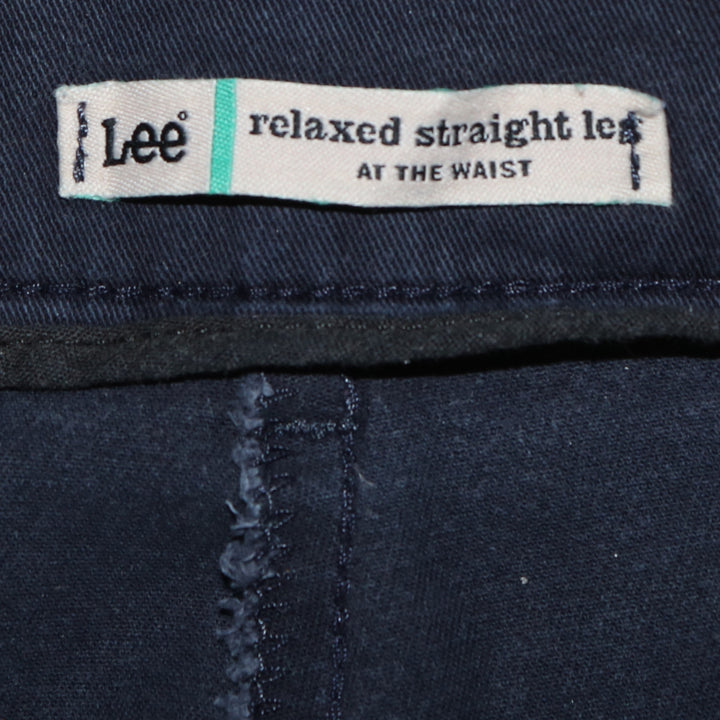 Lee
relaxed straight leg
AT THE WAIST